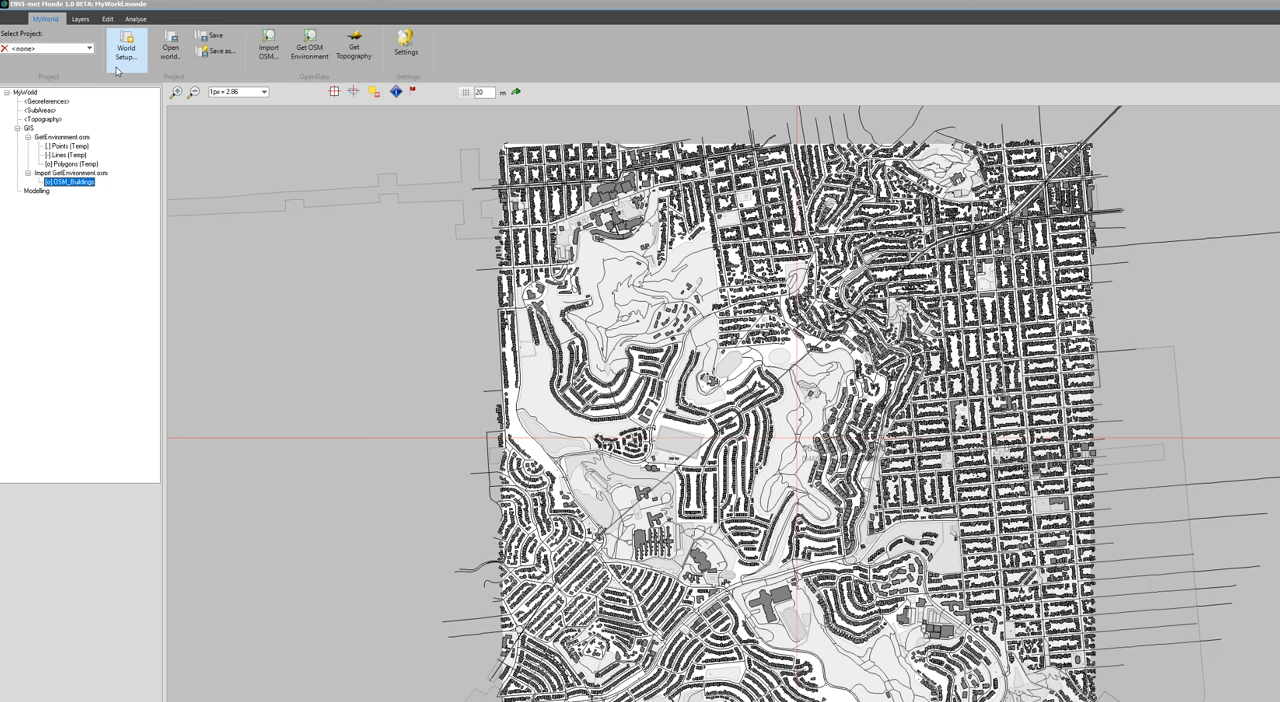 ENVI-met Monde 1.0 BETA: MyWorld.monde
MyWorld Layers Edit Analyse
Select Project:
<none>
Project
World Setup...
Open world..
Save
Save as...
Project
Import OSM...
Get OSM Environment
Get Topography
OpenData
Settings
Settings
1px = 2.86
20 m
MyWorld
<Georeferences>
<SubAreas>
<Topography>
GIS
GetEnvironment.osm
[.] Points (Temp)
[-] Lines (Temp)
[o] Polygons (Temp)
Import GetEnvironment.osm
[o] OSM_Buildings
Modelling